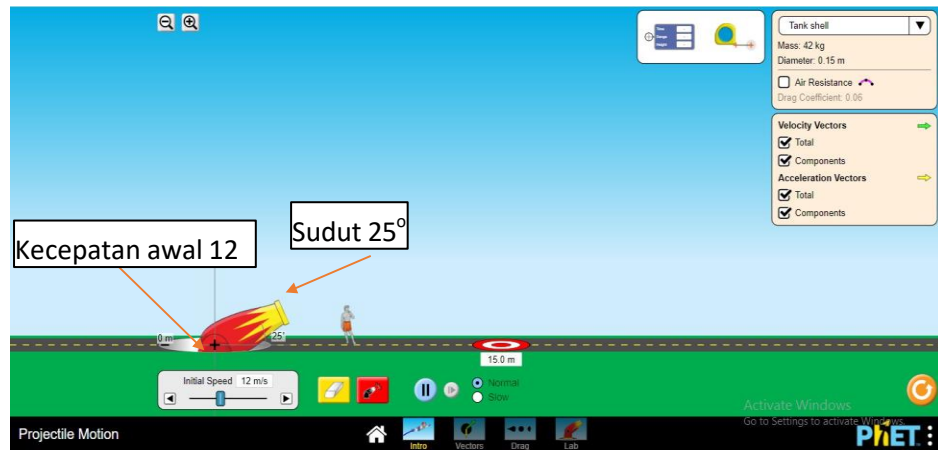 Tank shell
Mass: 42 kg
Diameter: 0.15 m
Air Resistance
Drag Coefficient: 0.06
Velocity Vectors
Total
Components
Acceleration Vectors
Total
Components
Sudut 25°
Kecepatan awal 12
0 m
25°
15.0 m
Initial Speed 12 m/s
Normal
Slow
Activate Windows
Go to Settings to activate Windows.
Projectile Motion
Intro
Vectors
Drag
Lab
PhET